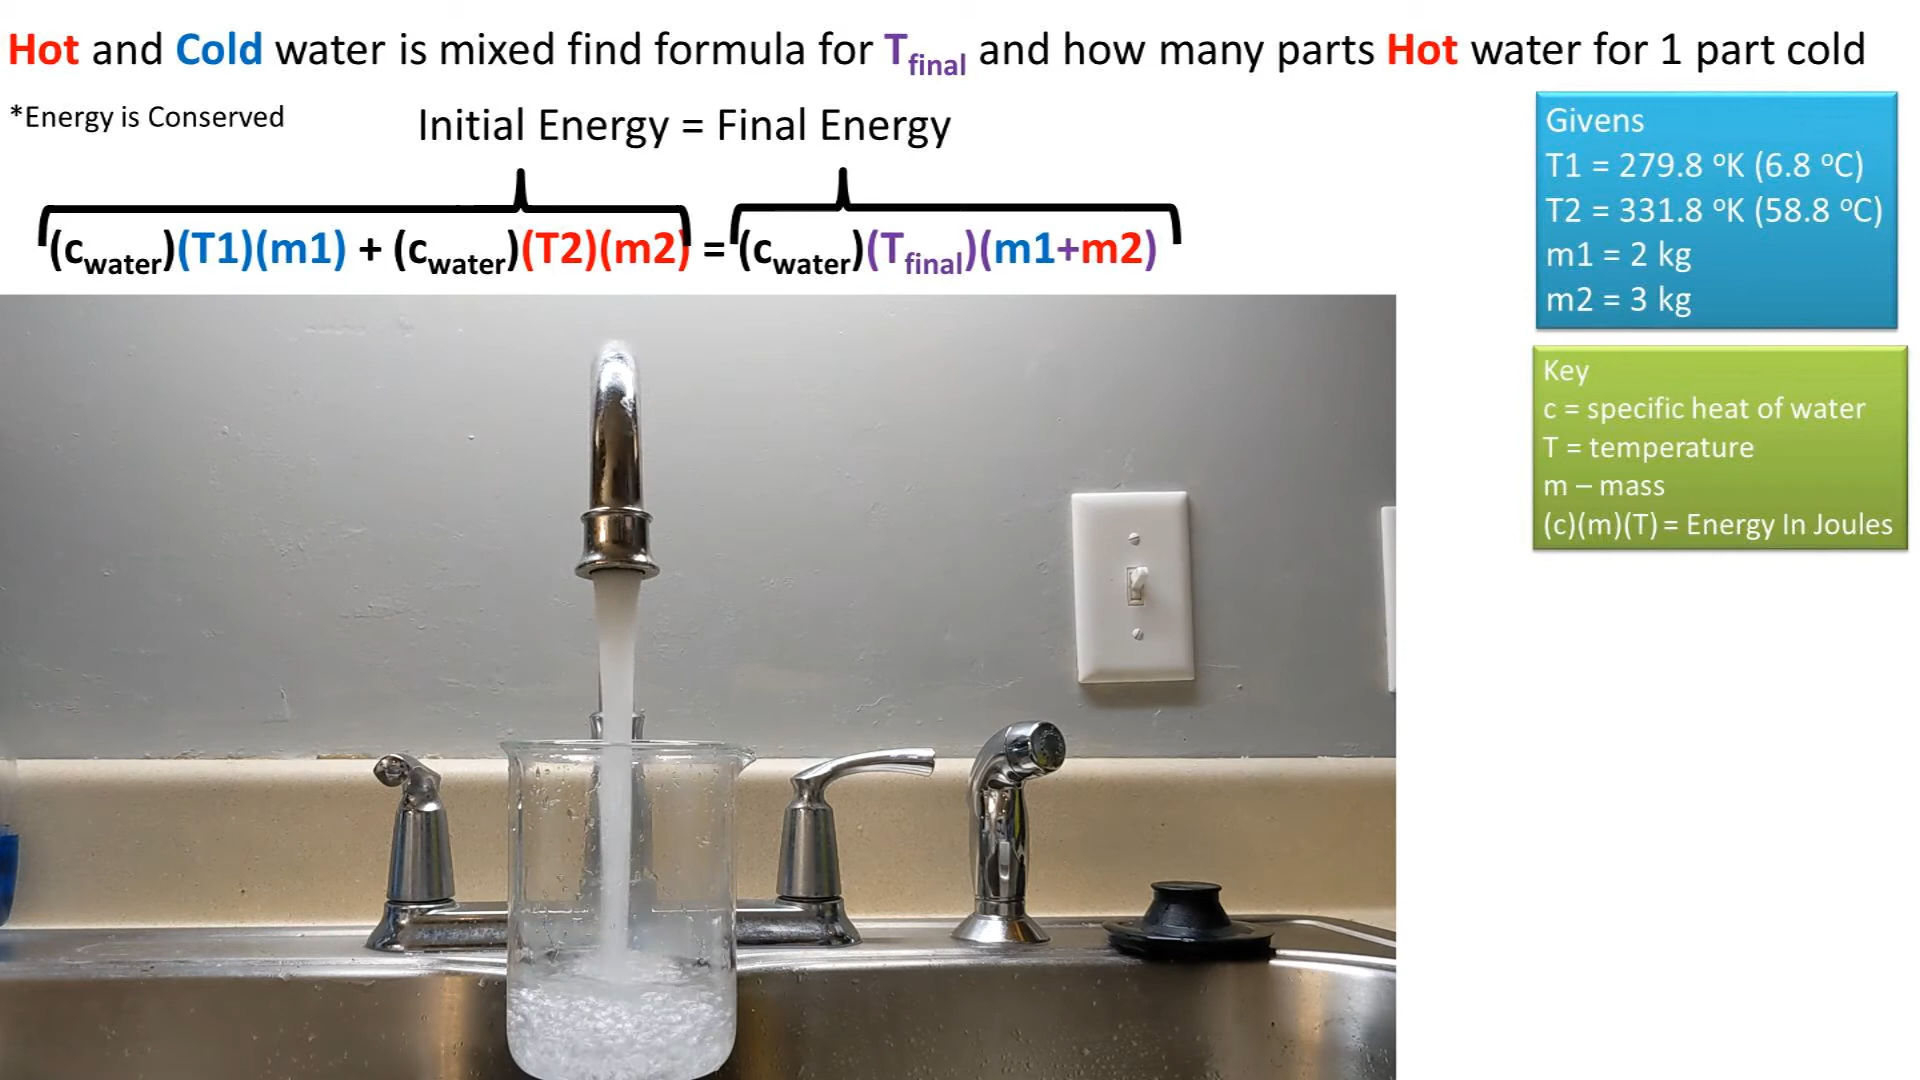 Hot and Cold water is mixed find formula for Tfinal and how many parts Hot water for 1 part cold
*Energy is Conserved
Initial Energy = Final Energy
(cwater)(T1)(m1) + (cwater)(T2)(m2) = (cwater)(Tfinal)(m1+m2)
Givens
T1 = 279.8 ºK (6.8 ºC)
T2 = 331.8 ºK (58.8 ºC)
m1 = 2 kg
m2 = 3 kg
Key
c = specific heat of water
T = temperature
m – mass
(c)(m)(T) = Energy In Joules